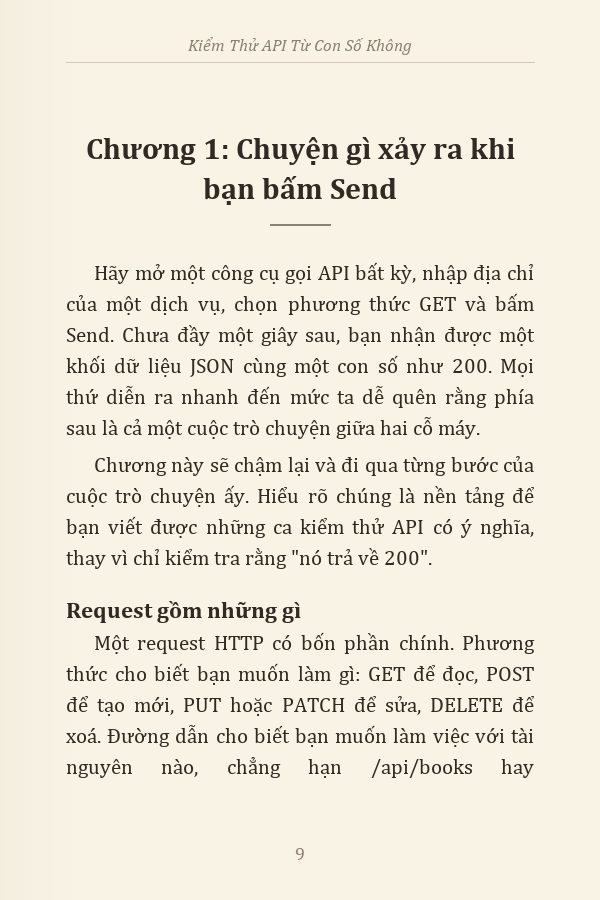 Kiểm Thử API Từ Con Số Không
Chương 1: Chuyện gì xảy ra khi
bạn bấm Send
Hãy mở một công cụ gọi API bất kỳ, nhập địa chỉ
của một dịch vụ, chọn phương thức GET và bấm
Send. Chưa đầy một giây sau, bạn nhận được một
khối dữ liệu JSON cùng một con số như 200. Mọi
thứ diễn ra nhanh đến mức ta dễ quên rằng phía
sau là cả một cuộc trò chuyện giữa hai cỗ máy.
Chương này sẽ chậm lại và đi qua từng bước của
cuộc trò chuyện ấy. Hiểu rõ chúng là nền tảng để
bạn viết được những ca kiểm thử API có ý nghĩa,
thay vì chỉ kiểm tra rằng "nó trả về 200".
Request gồm những gì
Một request HTTP có bốn phần chính. Phương
thức cho biết bạn muốn làm gì: GET để đọc, POST
để tạo mới, PUT hoặc PATCH để sửa, DELETE để
xoá. Đường dẫn cho biết bạn muốn làm việc với tài
nguyên nào, chẳng hạn /api/books hay
9